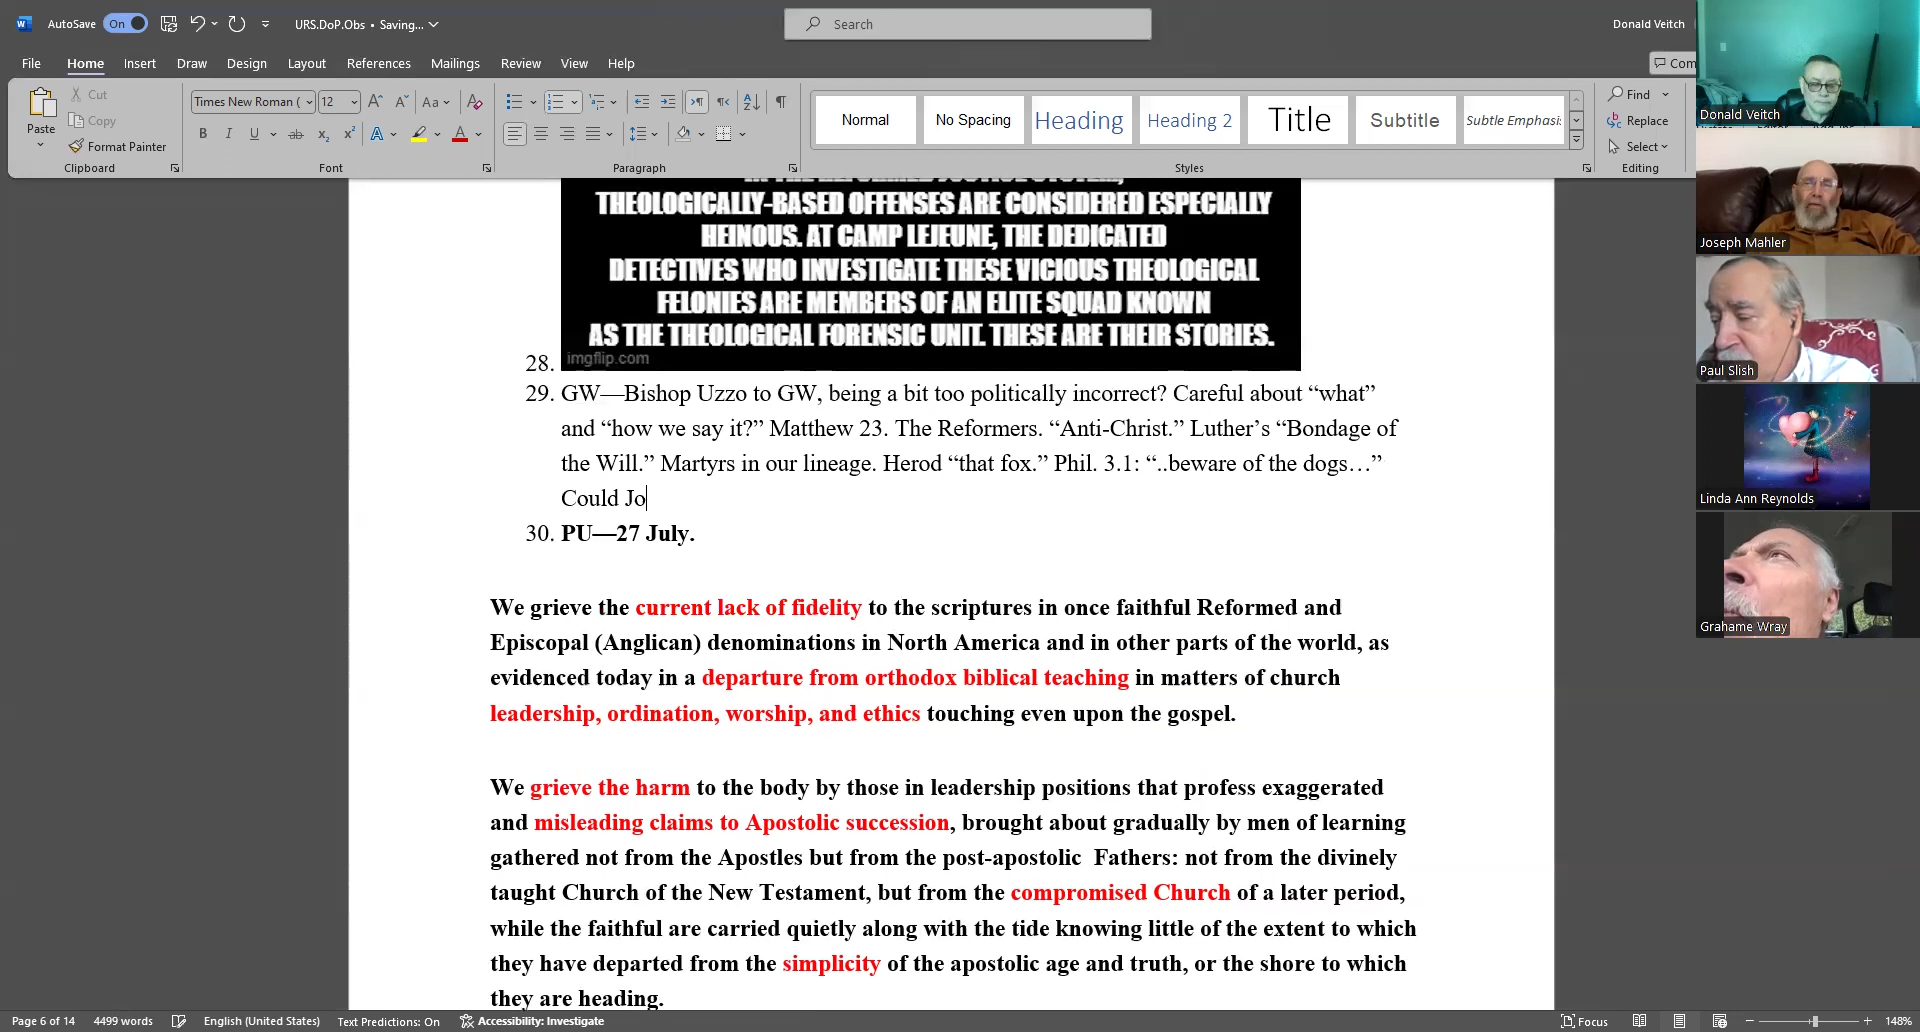 AutoSave On URS.DoP.Obs • Saving... Search Donald Veitch
File Home Insert Draw Design Layout References Mailings Review View Help Com
Paste Cut Copy Format Painter
Times New Roman ( 12 Aa
Normal No Spacing Heading Heading 2 Title Subtitle Subtle Emphasis
Find Replace Select
Clipboard Font Paragraph Styles Editing
THEOLOGICALLY-BASED OFFENSES ARE CONSIDERED ESPECIALLY
HEINOUS. AT CAMP LEJEUNE, THE DEDICATED
DETECTIVES WHO INVESTIGATE THESE VICIOUS THEOLOGICAL
FELONIES ARE MEMBERS OF AN ELITE SQUAD KNOWN
AS THE THEOLOGICAL FORENSIC UNIT. THESE ARE THEIR STORIES.
imgflip.com
28.
29. GW—Bishop Uzzo to GW, being a bit too politically incorrect? Careful about “what”
and “how we say it?” Matthew 23. The Reformers. “Anti-Christ.” Luther’s “Bondage of
the Will.” Martyrs in our lineage. Herod “that fox.” Phil. 3.1: “..beware of the dogs…”
Could Jo
30. PU—27 July.
We grieve the current lack of fidelity to the scriptures in once faithful Reformed and
Episcopal (Anglican) denominations in North America and in other parts of the world, as
evidenced today in a departure from orthodox biblical teaching in matters of church
leadership, ordination, worship, and ethics touching even upon the gospel.
We grieve the harm to the body by those in leadership positions that profess exaggerated
and misleading claims to Apostolic succession, brought about gradually by men of learning
gathered not from the Apostles but from the post-apostolic Fathers: not from the divinely
taught Church of the New Testament, but from the compromised Church of a later period,
while the faithful are carried quietly along with the tide knowing little of the extent to which
they have departed from the simplicity of the apostolic age and truth, or the shore to which
they are heading.
Donald Veitch
Joseph Mahler
Paul Slish
Linda Ann Reynolds
Grahame Wray
Page 6 of 14 4499 words English (United States) Text Predictions: On Accessibility: Investigate Focus 148%